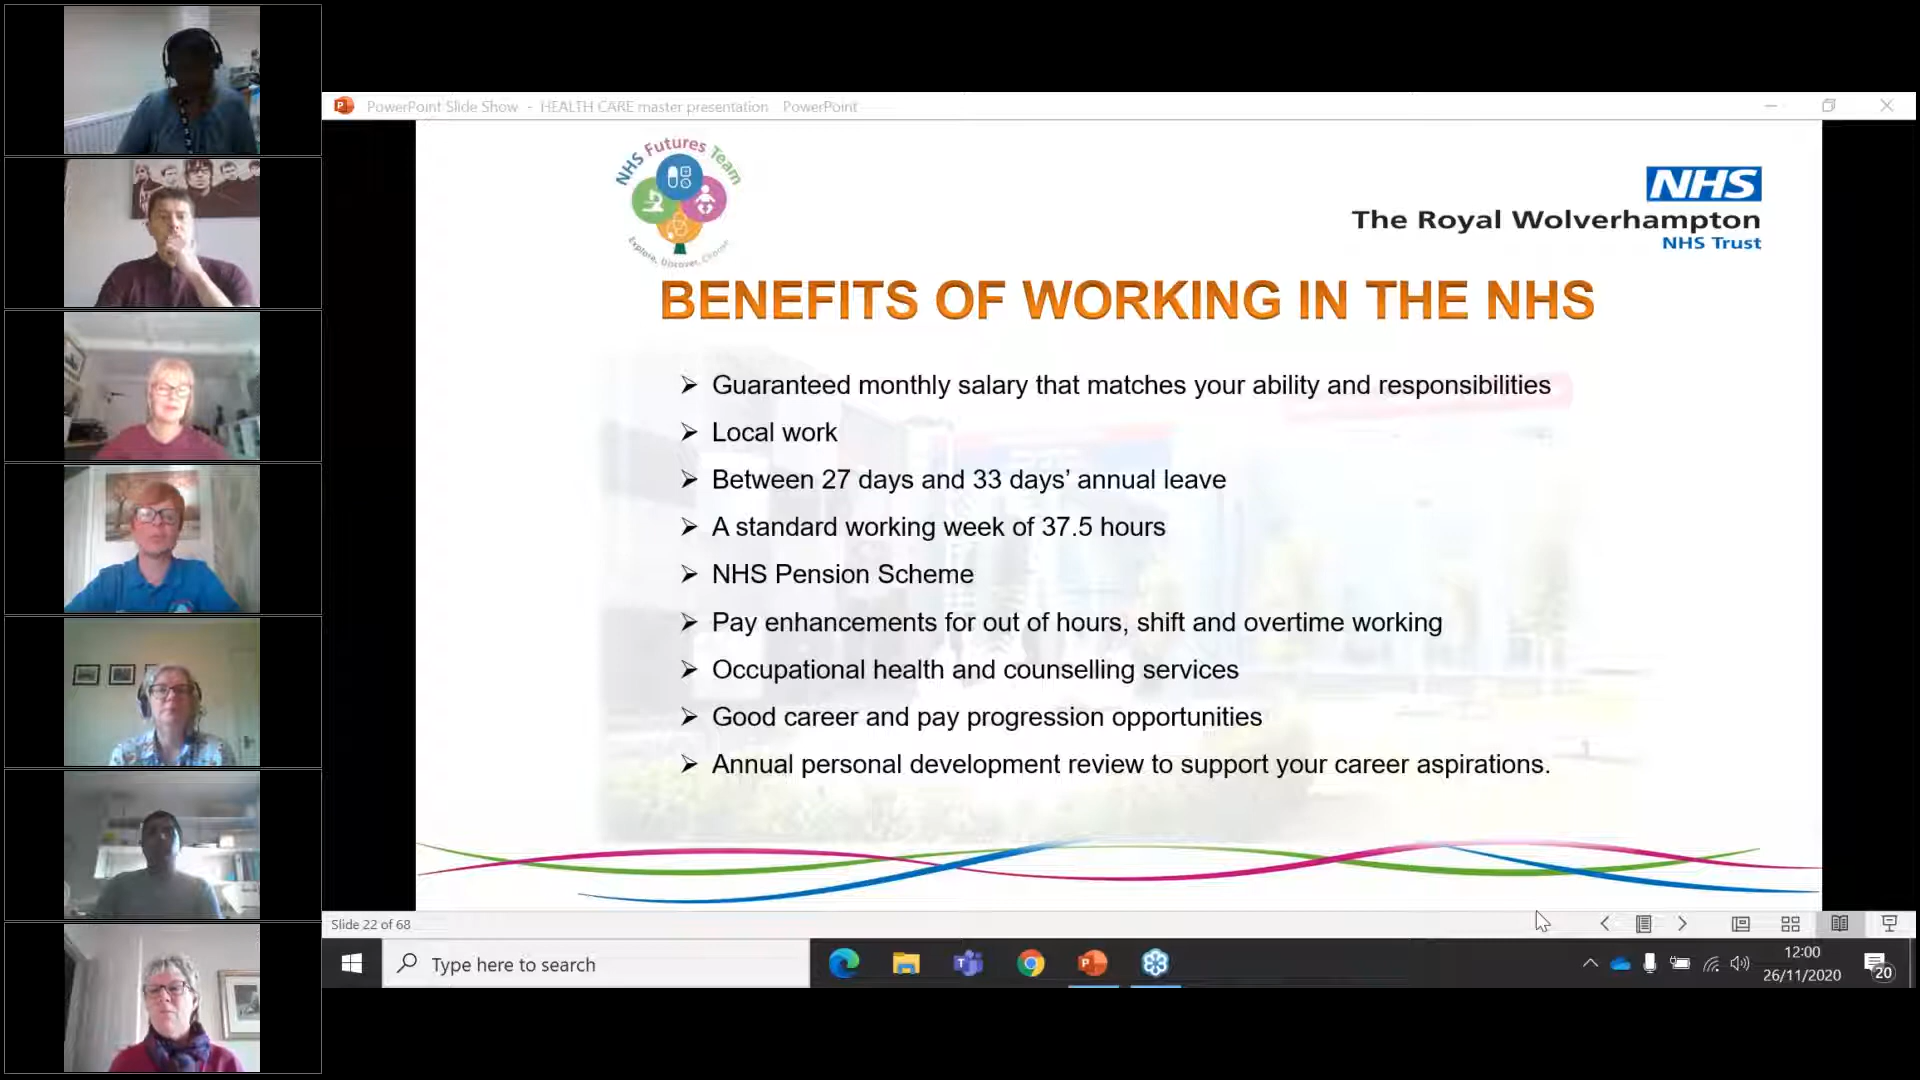 PowerPoint Slide Show - HEALTH CARE master presentation PowerPoint
NHS Futures Team
Explore, Discover, Choose
NHS
The Royal Wolverhampton
NHS Trust
BENEFITS OF WORKING IN THE NHS
Guaranteed monthly salary that matches your ability and responsibilities
Local work
Between 27 days and 33 days’ annual leave
A standard working week of 37.5 hours
NHS Pension Scheme
Pay enhancements for out of hours, shift and overtime working
Occupational health and counselling services
Good career and pay progression opportunities
Annual personal development review to support your career aspirations.
Slide 22 of 68
Type here to search
12:00
26/11/2020
20